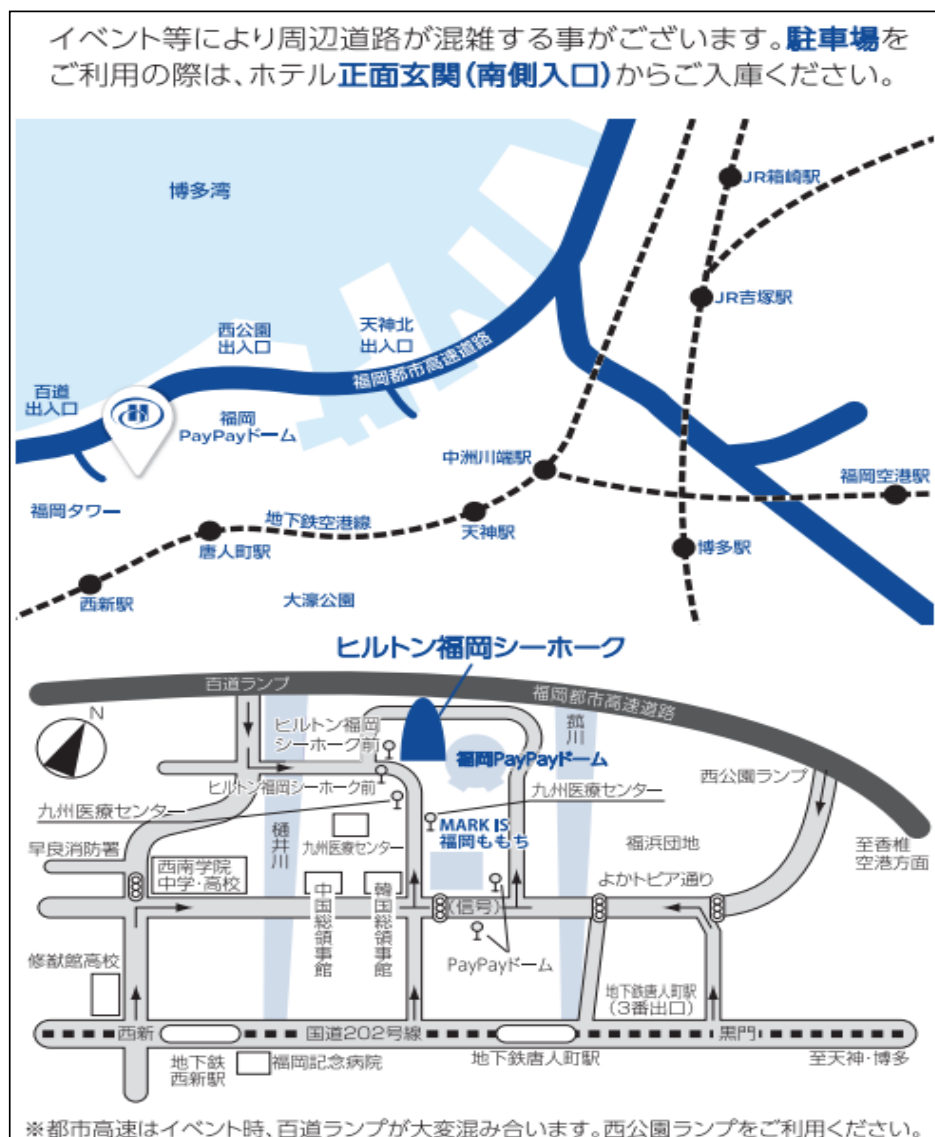 イベント等により周辺道路が混雑する事がございます。駐車場を
ご利用の際は、ホテル正面玄関(南側入口)からご入庫ください。
博多湾
JR箱崎駅
JR吉塚駅
西公園
出入口
天神北
出入口
福岡都市高速道路
百道
出入口
福岡
PayPayドーム
中洲川端駅
福岡空港駅
福岡タワー
地下鉄空港線
天神駅
唐人町駅
博多駅
西新駅
大濠公園
ヒルトン福岡シーホーク
百道ランプ
福岡都市高速道路
N
ヒルトン福岡
シーホーク前
菰川
福岡PayPayドーム
西公園ランプ
ヒルトン福岡シーホーク前
九州医療センター
九州医療センター
樋井川
MARK IS
福岡ももち
早良消防署
九州医療センター
福浜団地
至香椎
空港方面
西南学院
中学・高校
よかトピア通り
中国総領事館
韓国総領事館
(信号)
修猷館高校
PayPayドーム
地下鉄唐人町駅
(3番出口)
西新
国道202号線
黒門
地下鉄
西新駅
福岡記念病院
地下鉄唐人町駅
至天神・博多
※都市高速はイベント時、百道ランプが大変混み合います。西公園ランプをご利用ください。